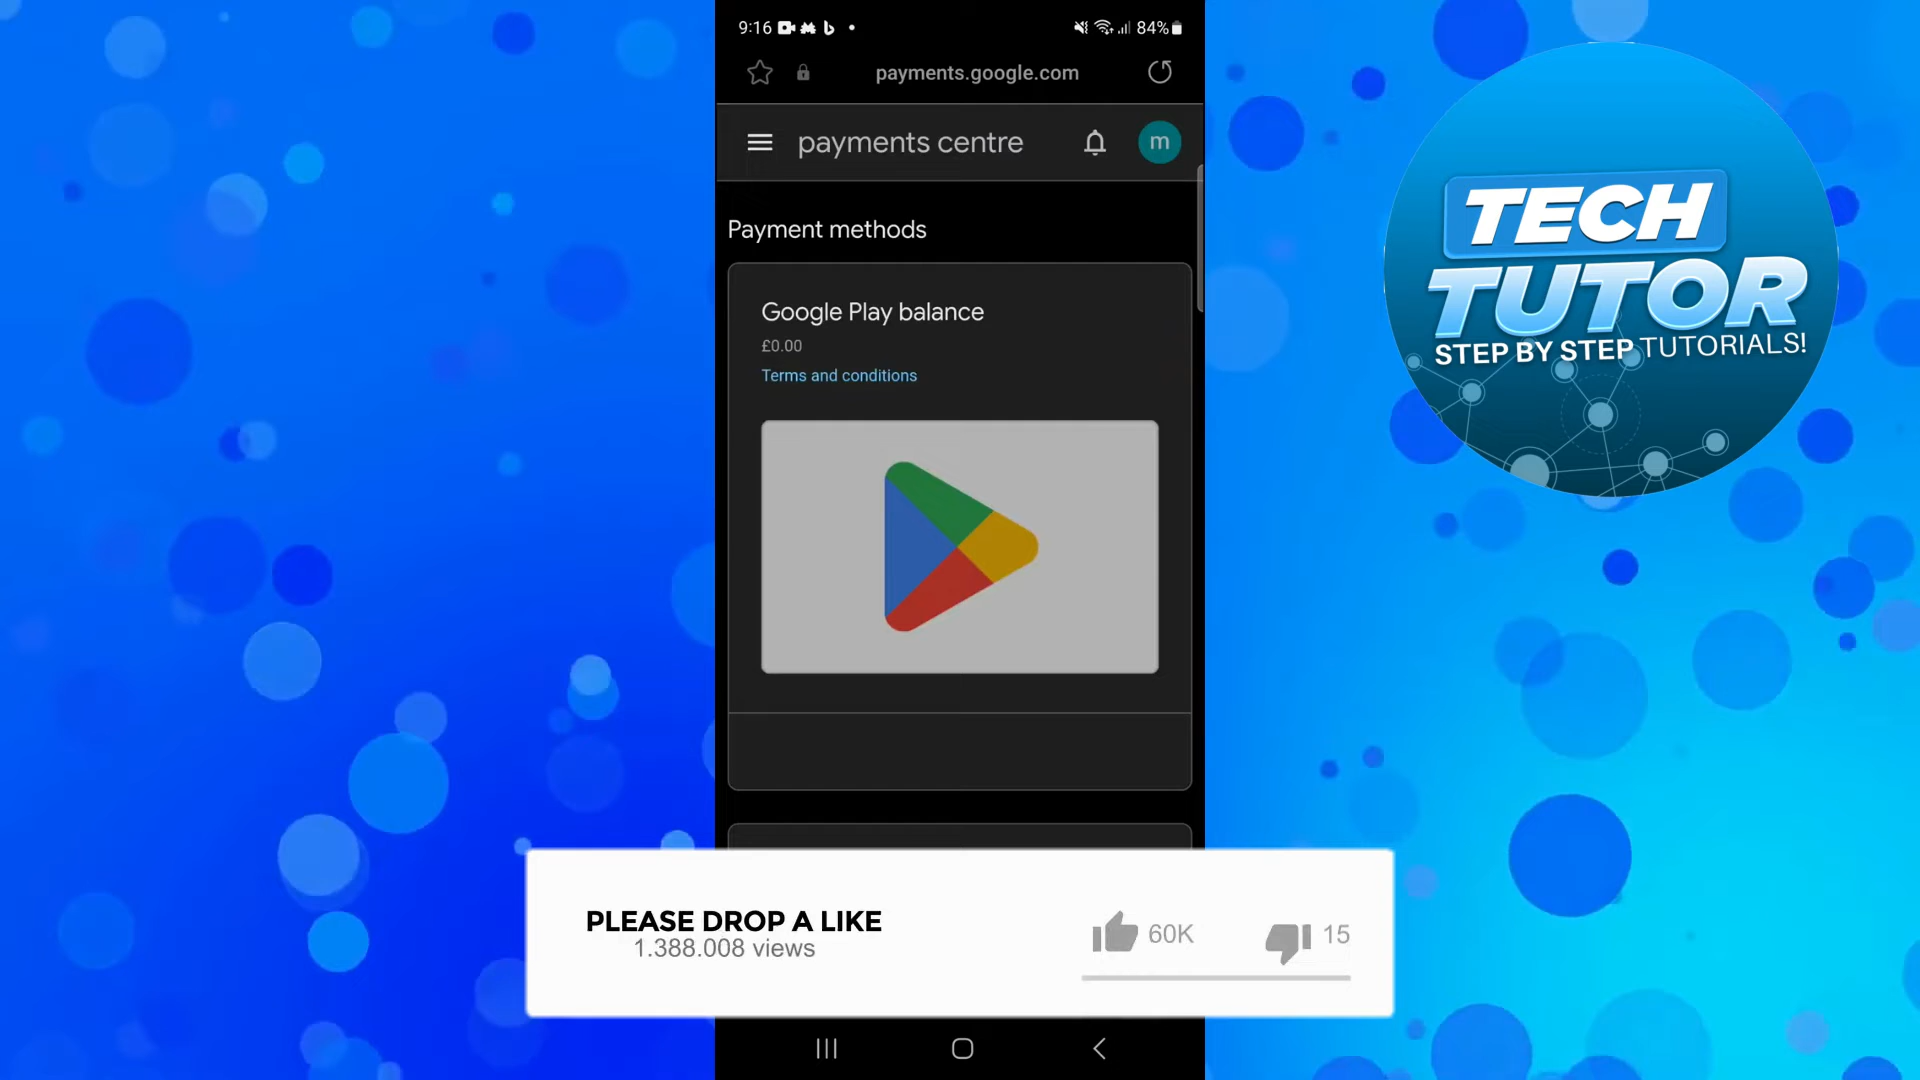 9:16
84%
payments.google.com
payments centre
m
Payment methods
Google Play balance
£0.00
Terms and conditions
TECH
TUTOR
STEP BY STEP TUTORIALS!
PLEASE DROP A LIKE
1.388.008 views
60K
15